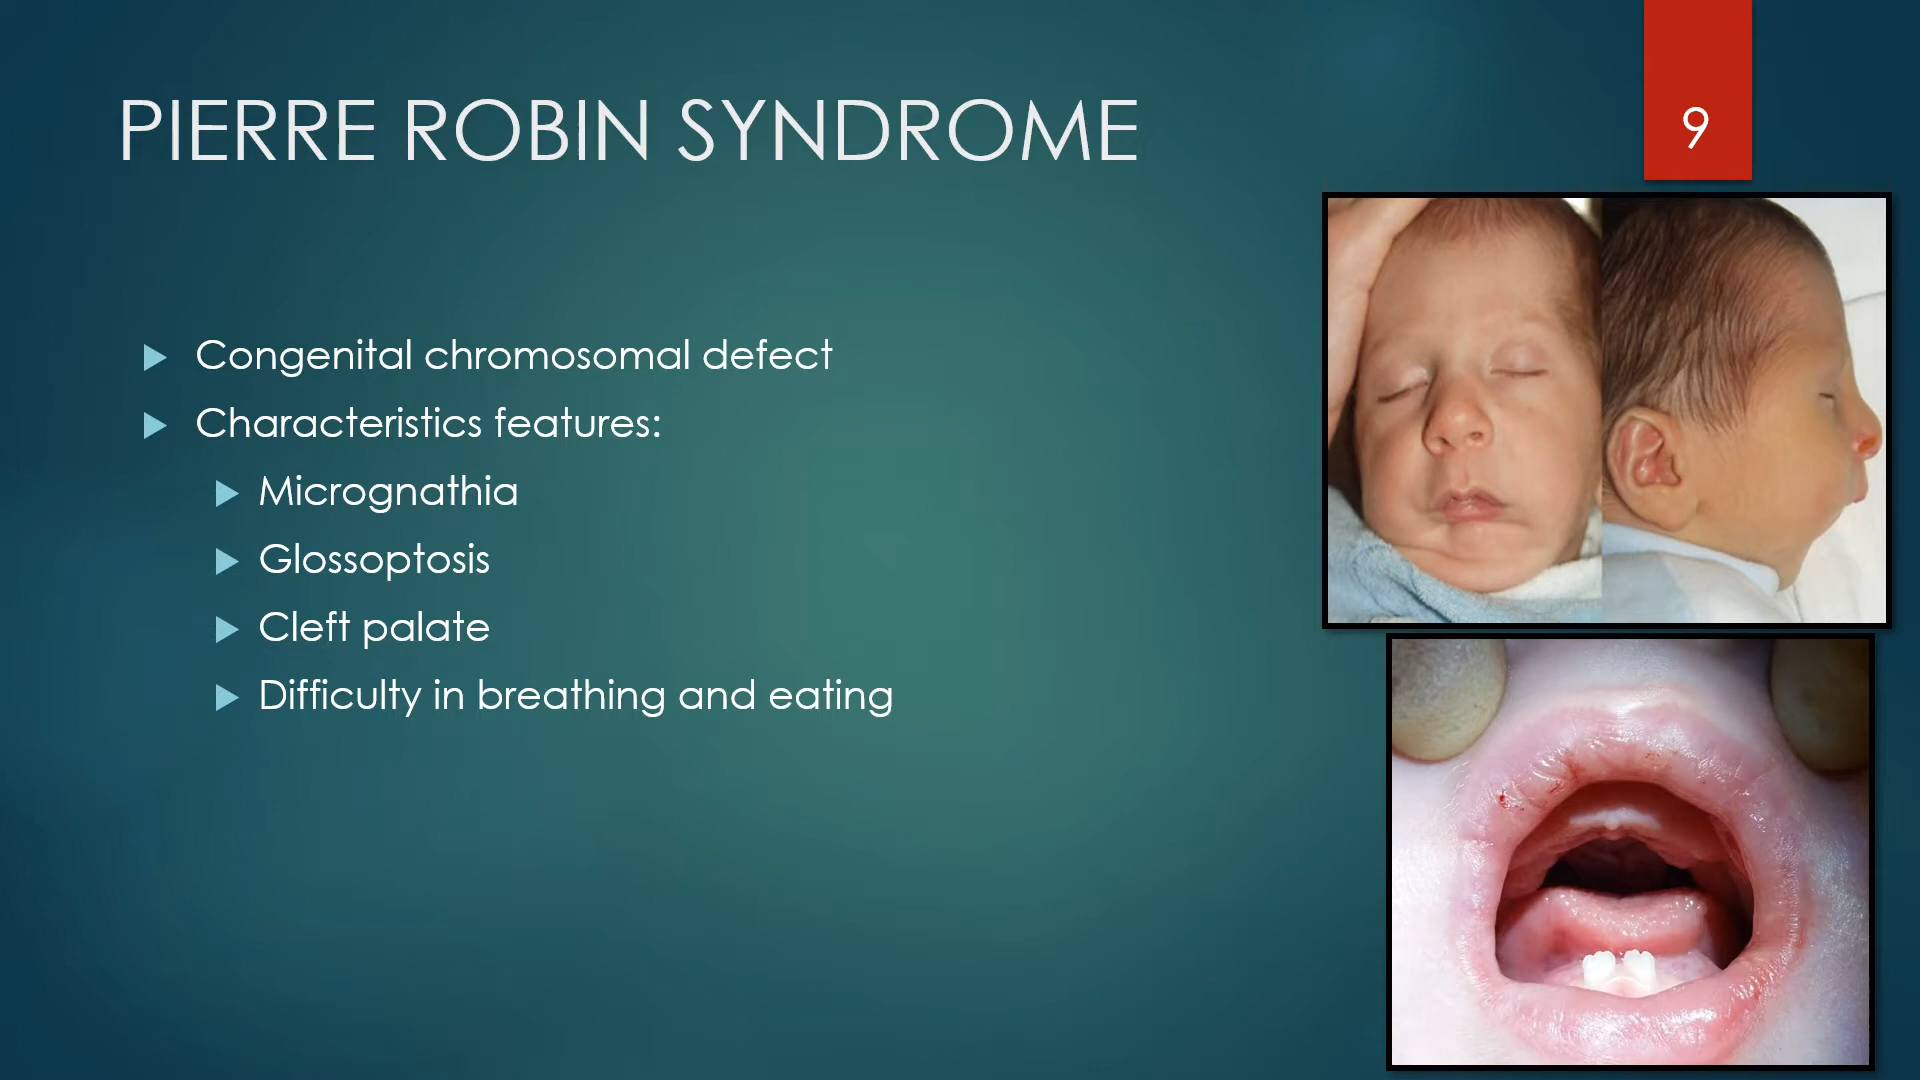 PIERRE ROBIN SYNDROME
9
Congenital chromosomal defect
Characteristics features:
Micrognathia
Glossoptosis
Cleft palate
Difficulty in breathing and eating